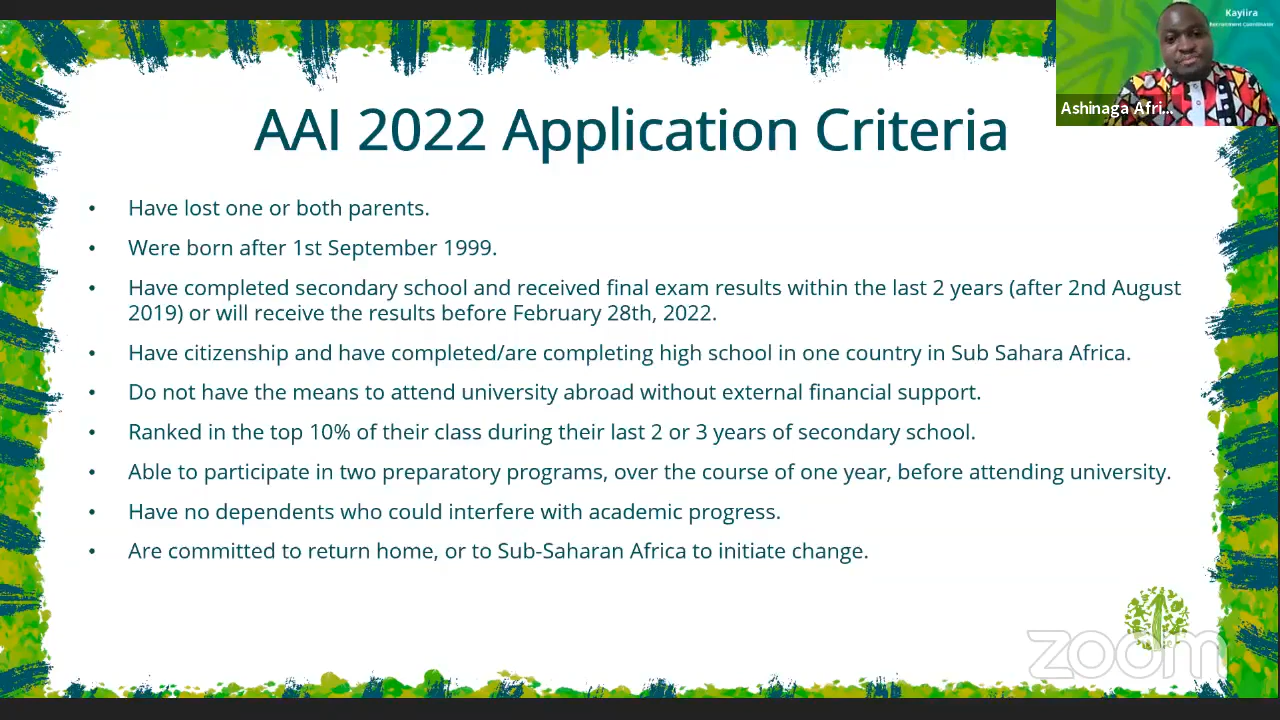 Kayiira
Recruitment Coordinator
Ashinaga Afri...
AAI 2022 Application Criteria
• Have lost one or both parents.
• Were born after 1st September 1999.
• Have completed secondary school and received final exam results within the last 2 years (after 2nd August
2019) or will receive the results before February 28th, 2022.
• Have citizenship and have completed/are completing high school in one country in Sub Sahara Africa.
• Do not have the means to attend university abroad without external financial support.
• Ranked in the top 10% of their class during their last 2 or 3 years of secondary school.
• Able to participate in two preparatory programs, over the course of one year, before attending university.
• Have no dependents who could interfere with academic progress.
• Are committed to return home, or to Sub-Saharan Africa to initiate change.
zoom